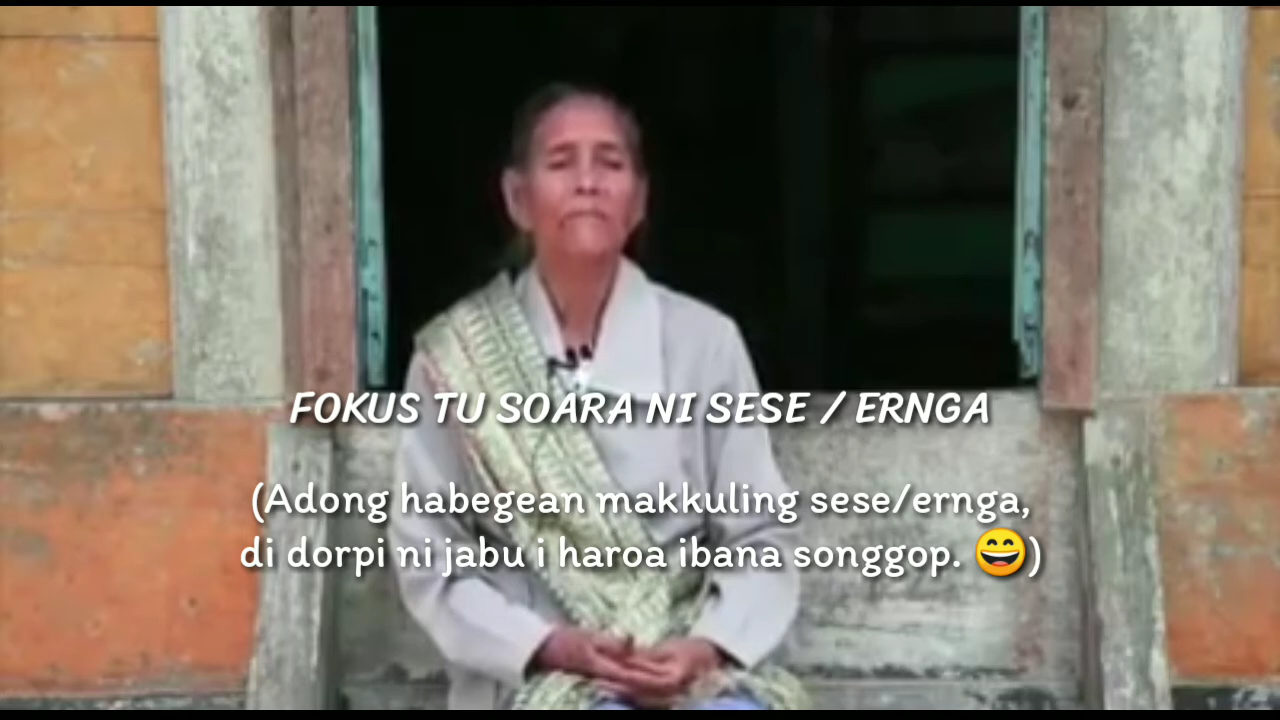 FOKUS TU SOARA NI SESE / ERNGA
(Adong habegean makkuling sese/ernga,
di dorpi ni jabu i haroa ibana songgop. 😄)